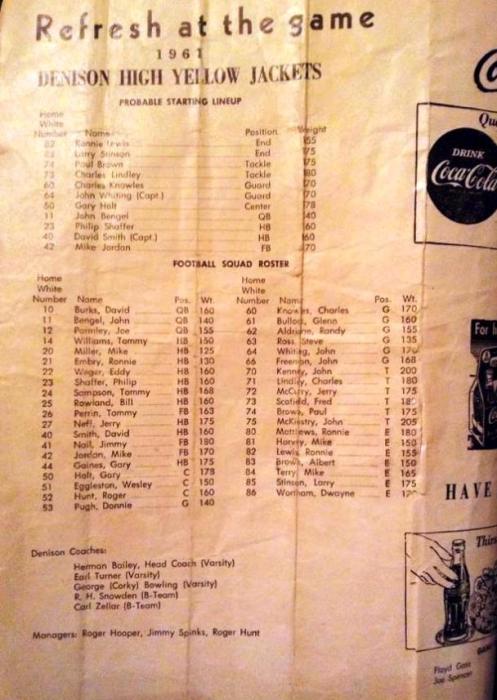 Refresh at the game
1961
DENISON HIGH YELLOW JACKETS
PROBABLE STARTING LINEUP
Home
White
Number Name Position Weight
82 Ronnie Lewis End 155
85 Larry Stinson End 175
74 Paul Brown Tackle 175
71 Charles Lindley Tackle 180
60 Charles Knowles Guard 170
64 John Whiting (Capt.) Guard 170
50 Gary Holt Center 178
11 John Bengel QB 140
23 Philip Shaffer HB 160
40 David Smith (Capt.) HB 160
42 Mike Jordan FB 170
FOOTBALL SQUAD ROSTER
Home
White
Number Name Pos. Wt.
10 Burks, David QB 160
11 Bengel, John QB 140
12 Parmley, Joe QB 155
14 Williams, Tommy HB 150
20 Miller, Mike HB 125
21 Embry, Ronnie HB 130
22 Wager, Eddy HB 160
23 Shaffer, Philip HB 160
24 Sampson, Tommy HB 168
25 Rowland, Bill HB 160
26 Perrin, Tommy FB 163
27 Neff, Jerry HB 175
40 Smith, David HB 160
41 Nail, Jimmy FB 180
42 Jordan, Mike FB 170
44 Gaines, Gary HB 175
50 Holt, Gary C 178
51 Eggleston, Wesley C 150
52 Hunt, Roger C 160
53 Pugh, Donnie G 140
Home
White
Number Name Pos. Wt.
60 Knowles, Charles G 170
61 Bullock, Glenn G 160
62 Aldridge, Randy G 155
63 Ross, Steve G 135
64 Whiting, John G 170
66 Freeman, John G 168
70 Kenney, John T 200
71 Lindley, Charles T 180
72 McCurry, Jerry T 175
73 Scofield, Fred T
74 Brown, Paul T 175
75 McKinstry, John T 205
80 Matthews, Ronnie E 180
81 Harvey, Mike E 150
82 Lewis, Ronnie E 155
83 Brown, Albert E 150
84 Terry, Mike E 165
85 Stinson, Larry E 175
86 Wortham, Dwayne E
Denison Coaches:
Herman Bailey, Head Coach (Varsity)
Earl Turner (Varsity)
George (Corky) Bowling (Varsity)
R. H. Snowden (B-Team)
Carl Zellar (B-Team)
Managers: Roger Hooper, Jimmy Spinks, Roger Hunt
DRINK
Coca-Cola
For
HAVE
Floyd
Joe Spencer